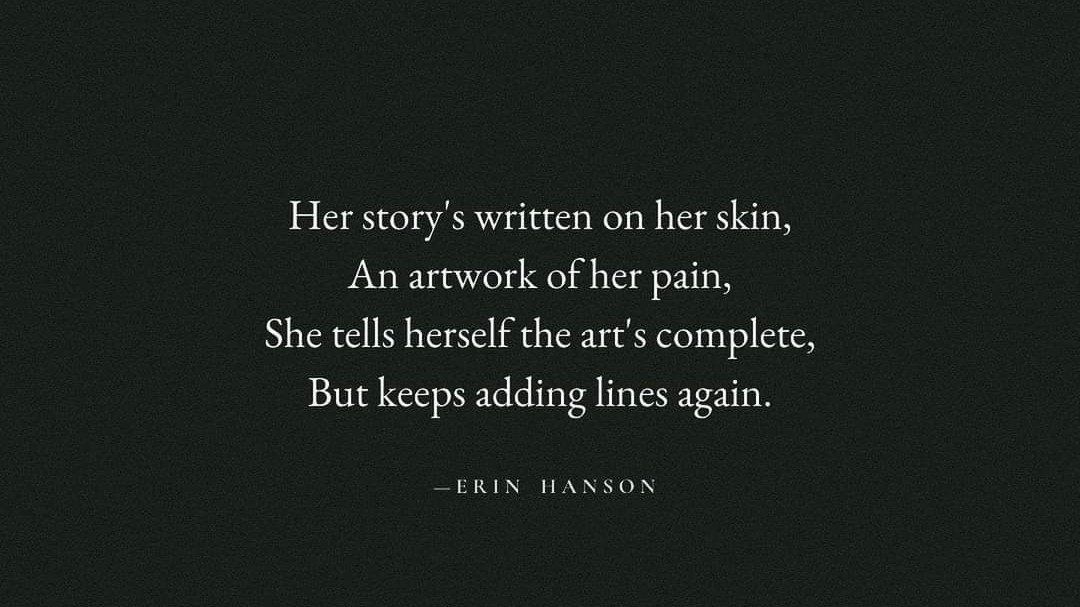 Her story's written on her skin,
An artwork of her pain,
She tells herself the art's complete,
But keeps adding lines again.
—ERIN HANSON